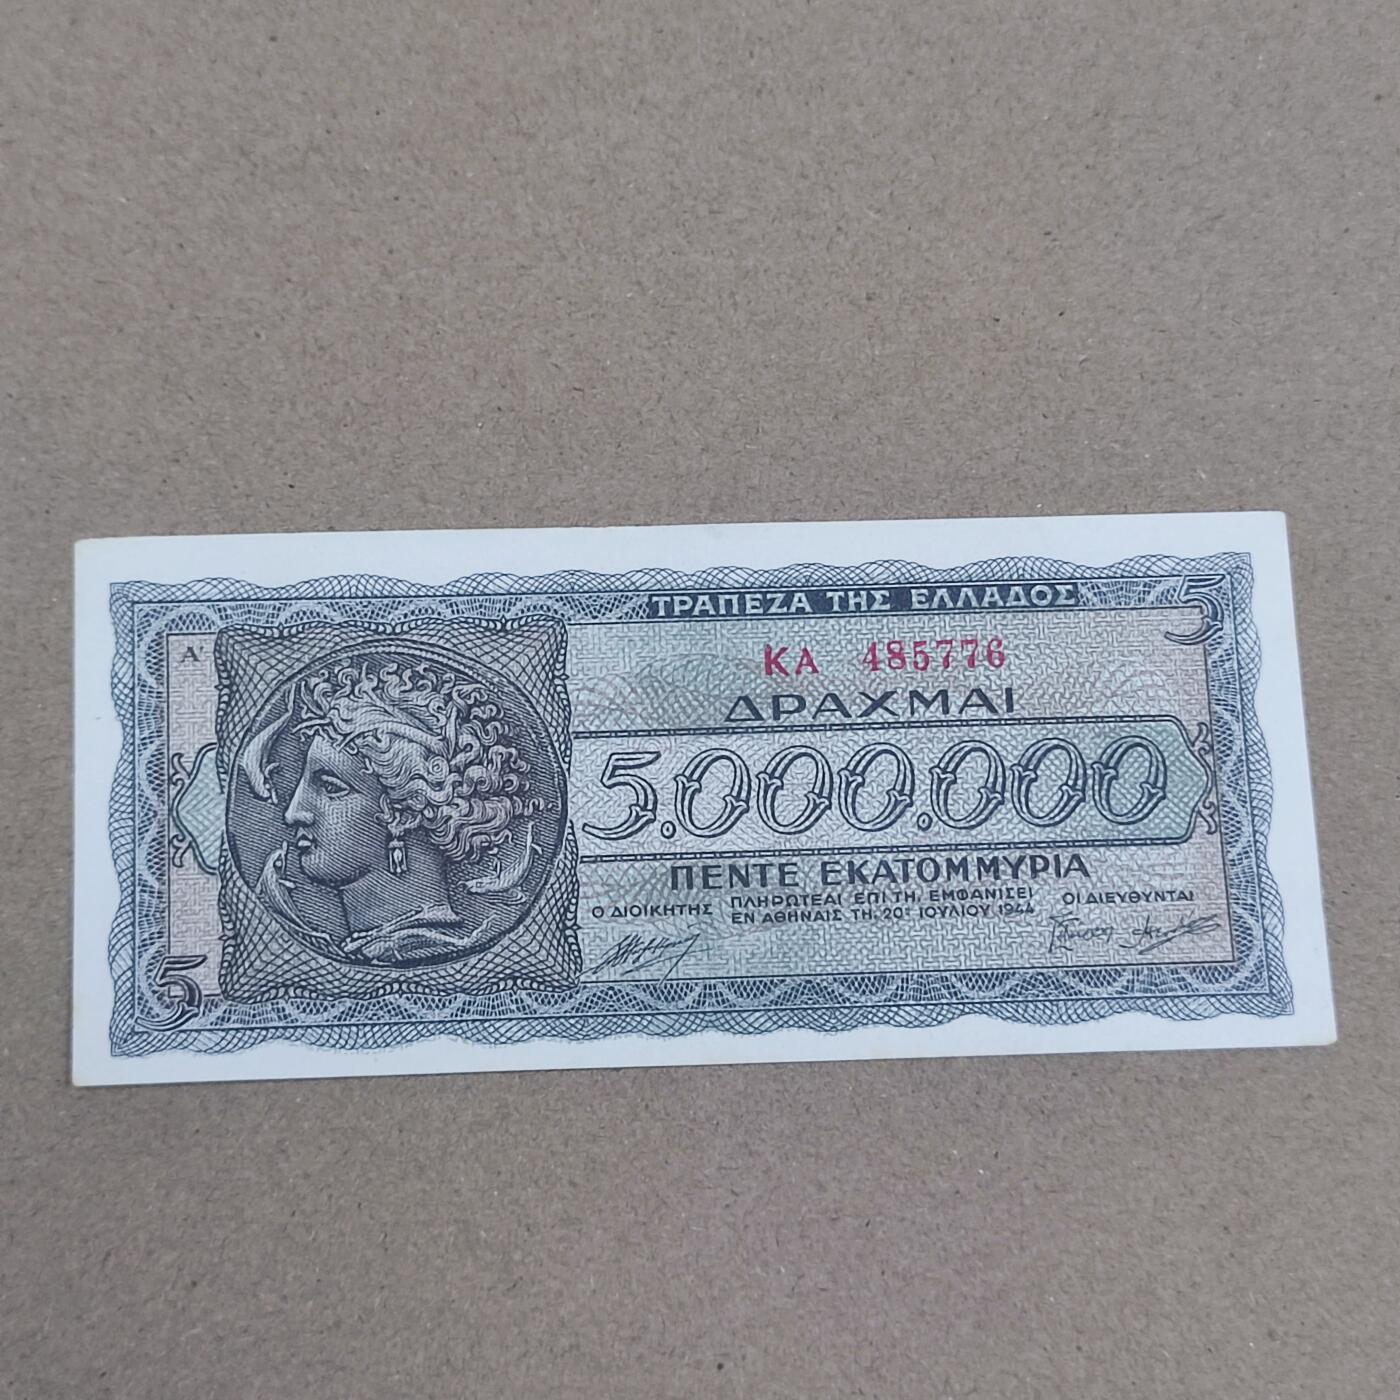 ΤΡΑΠΕΖΑ ΤΗΣ ΕΛΛΑΔΟΣ
5
Α'
ΚΑ 485776
ΔΡΑΧΜΑΙ
5.000.000
ΠΕΝΤΕ ΕΚΑΤΟΜΜΥΡΙΑ
ΠΛΗΡΩΤΕΑΙ ΕΠΙ ΤΗ, ΕΜΦΑΝΙΣΕΙ
Ο ΔΙΟΙΚΗΤΗΣ ΕΝ ΑΘΗΝΑΙΣ ΤΗ, 20ῌ ΙΟΥΛΙΟΥ 1944 ΟΙ ΔΙΕΥΘΥΝΤΑΙ
5